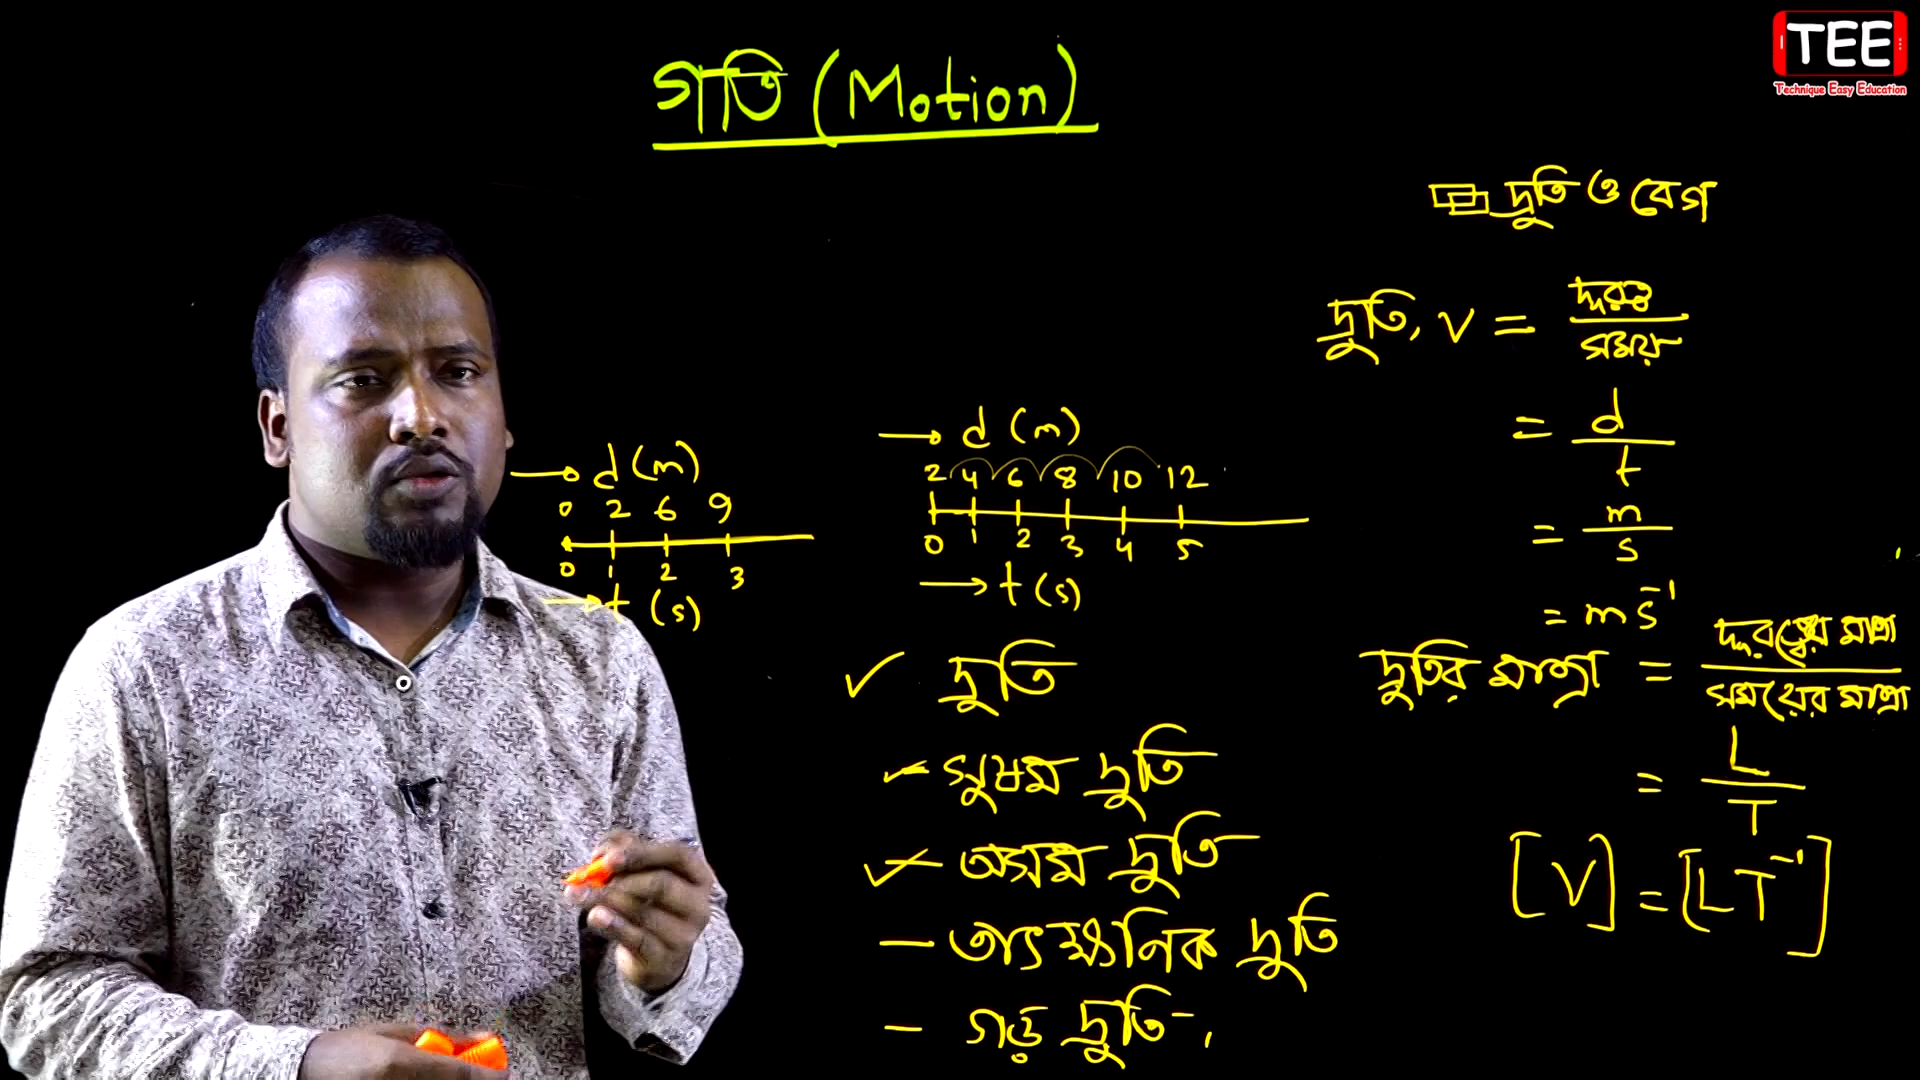 গতি (Motion)
TEE
Technique Easy Education
দ্রুতি ও বেগ
দ্রুতি, v = দূরত্ব / সময়
= d / t
= m / s
= ms⁻¹
দ্রুতির মাত্রা = দূরত্বের মাত্রা / সময়ের মাত্রা
= L / T
[V] = [LT⁻¹]
→ d (m)
0 2 6 9
0 1 2 3
→ t (s)
→ d (m)
2 4 6 8 10 12
0 1 2 3 4 5
→ t (s)
✓ দ্রুতি
✓ সুষম দ্রুতি
✓ অসম দ্রুতি
– তাৎক্ষণিক দ্রুতি
– গড় দ্রুতি